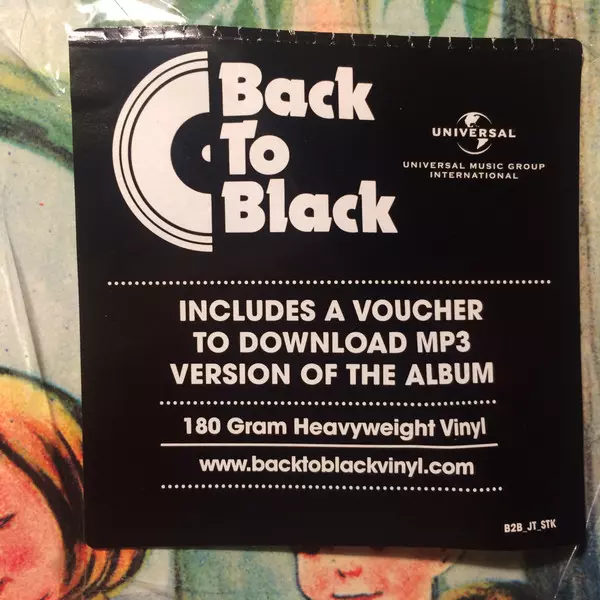 Back
To
Black
UNIVERSAL
UNIVERSAL MUSIC GROUP
INTERNATIONAL
INCLUDES A VOUCHER
TO DOWNLOAD MP3
VERSION OF THE ALBUM
180 Gram Heavyweight Vinyl
www.backtoblackvinyl.com
B2B_JT_STK